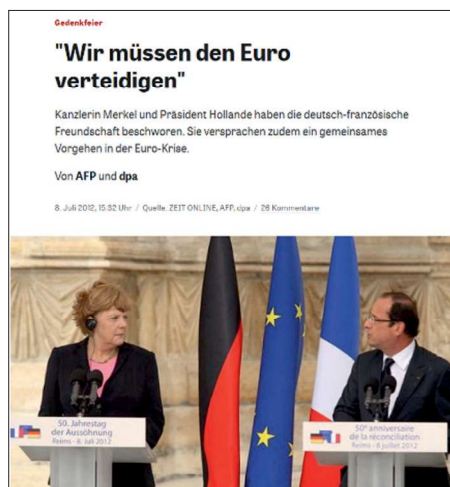 Gedenkfeier
"Wir müssen den Euro
verteidigen"
Kanzlerin Merkel und Präsident Hollande haben die deutsch-französische
Freundschaft beschworen. Sie versprachen zudem ein gemeinsames
Vorgehen in der Euro-Krise.
Von AFP und dpa
8. Juli 2012, 15:32 Uhr / Quelle: ZEIT ONLINE, AFP, dpa / 26 Kommentare
50. Jahrestag
der Aussöhnung
Reims - 8. Juli 2012
50e anniversaire
de la réconciliation
Reims - 8 juillet 2012